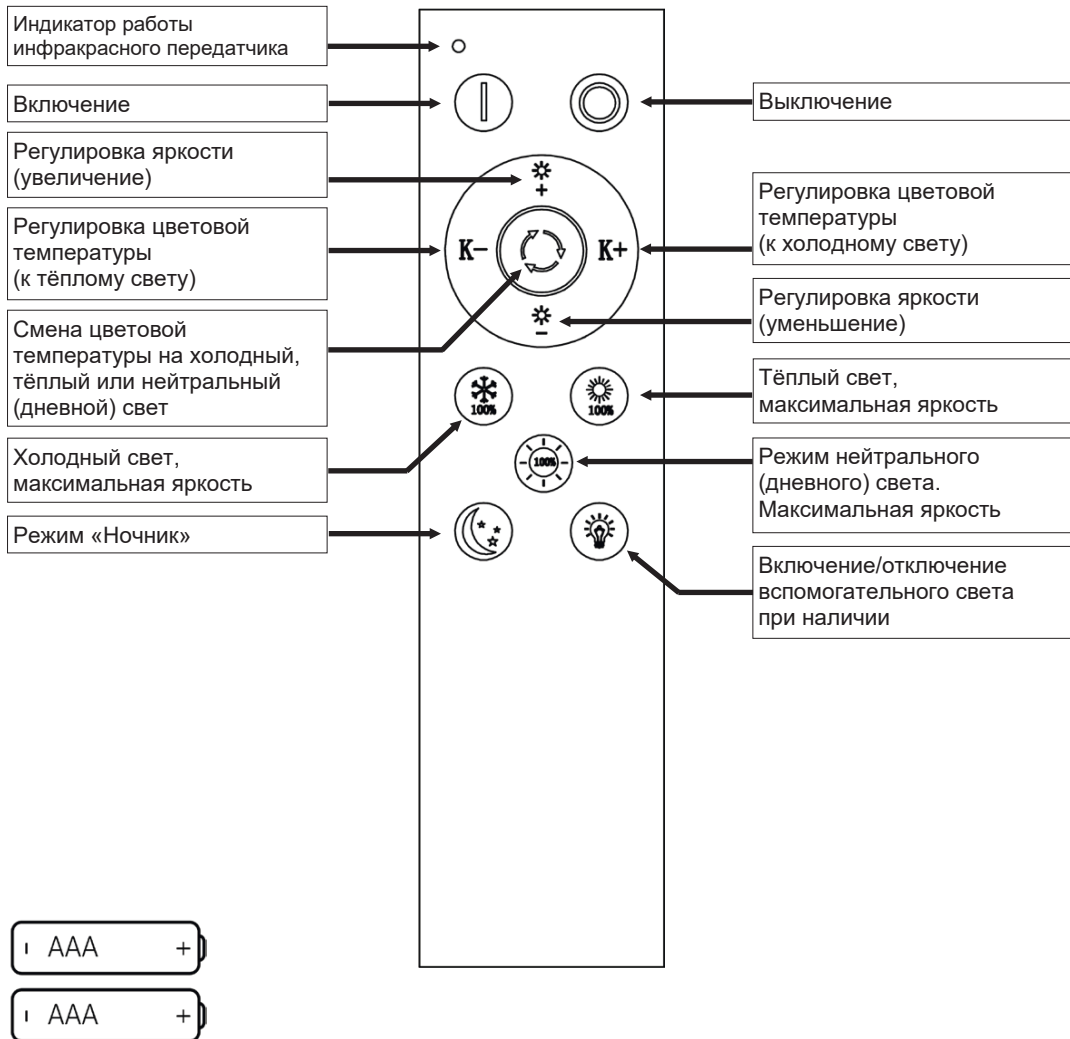 Индикатор работы
инфракрасного передатчика
Включение
Регулировка яркости
(увеличение)
Регулировка цветовой
температуры
(к тёплому свету)
Смена цветовой
температуры на холодный,
тёплый или нейтральный
(дневной) свет
Холодный свет,
максимальная яркость
Режим «Ночник»
+
K−
K+
−
100%
100%
100%
Выключение
Регулировка цветовой
температуры
(к холодному свету)
Регулировка яркости
(уменьшение)
Тёплый свет,
максимальная яркость
Режим нейтрального
(дневного) света.
Максимальная яркость
Включение/отключение
вспомогательного света
при наличии
- AAA +
- AAA +